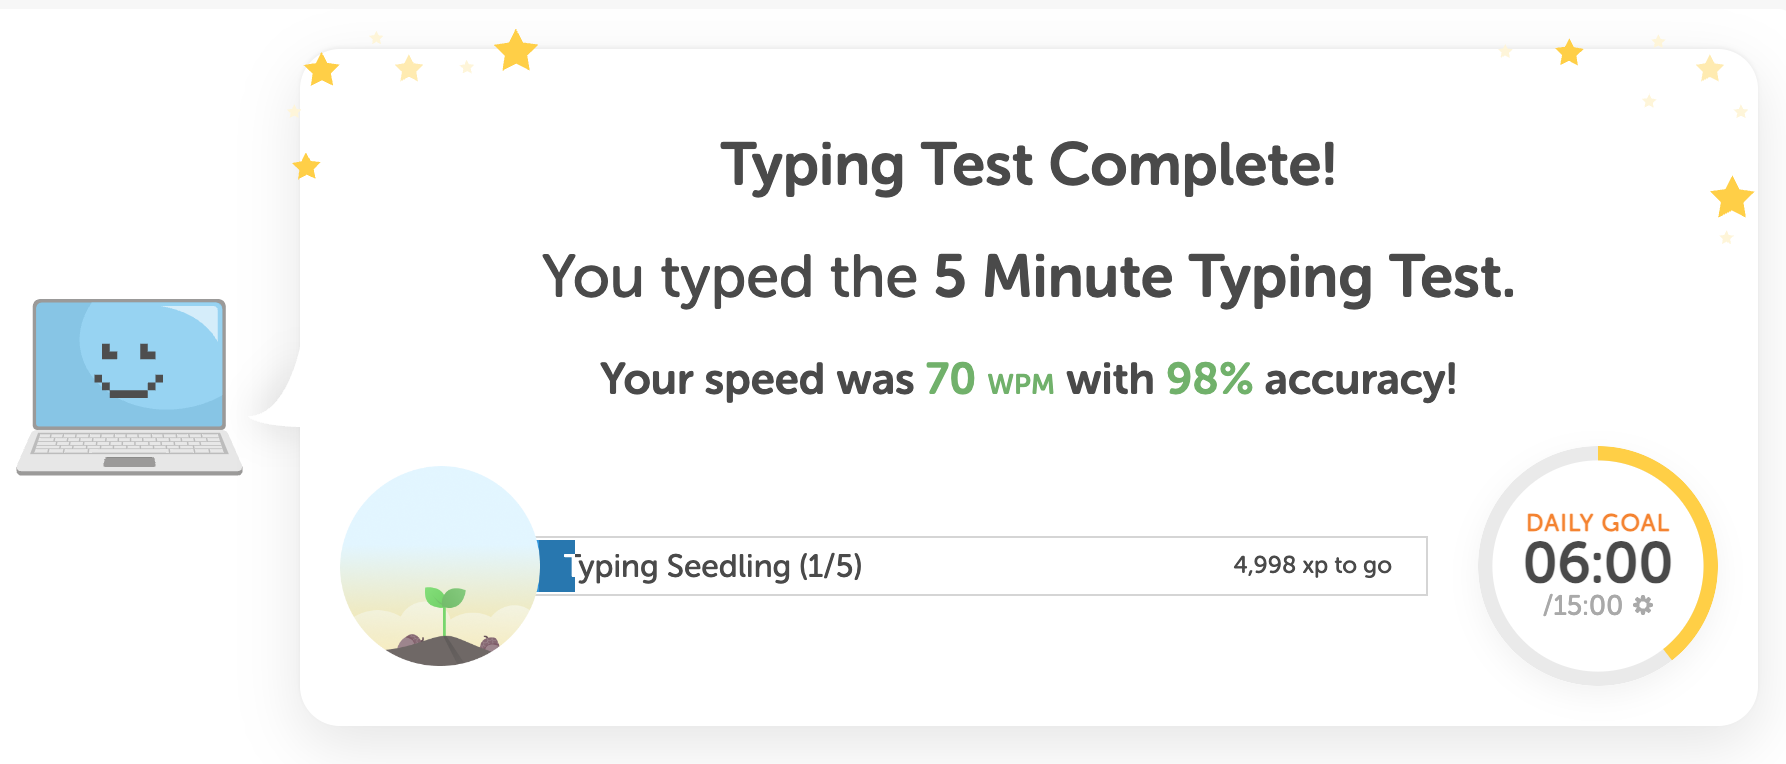 Typing Test Complete!
You typed the 5 Minute Typing Test.
Your speed was 70 WPM with 98% accuracy!
Typing Seedling (1/5)
4,998 xp to go
DAILY GOAL
06:00
/15:00